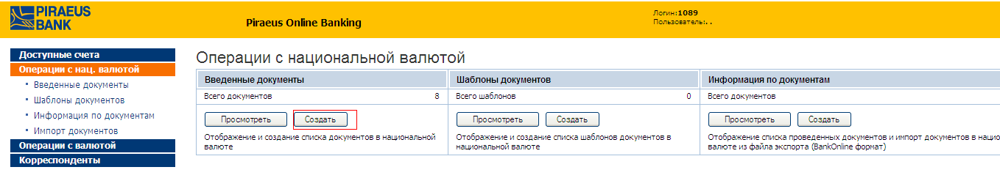 PIRAEUS
BANK
Piraeus Online Banking
Логин:1089
Пользователь:. .
Доступные счета
Операции с нац. валютой
Введенные документы
Шаблоны документов
Информация по документам
Импорт документов
Операции с валютой
Корреспонденты
Операции с национальной валютой
Введенные документы
Шаблоны документов
Информация по документам
Всего документов 8
Всего шаблонов 0
Всего документов
Просмотреть Создать
Просмотреть Создать
Просмотреть Создать
Отображение и создание списка документов в национальной
валюте
Отображение и создание списка шаблонов документов в
национальной валюте
Отображение списка проведенных документов и импорт документов в нацио
валюте из файла экспорта (BankOnline формат)